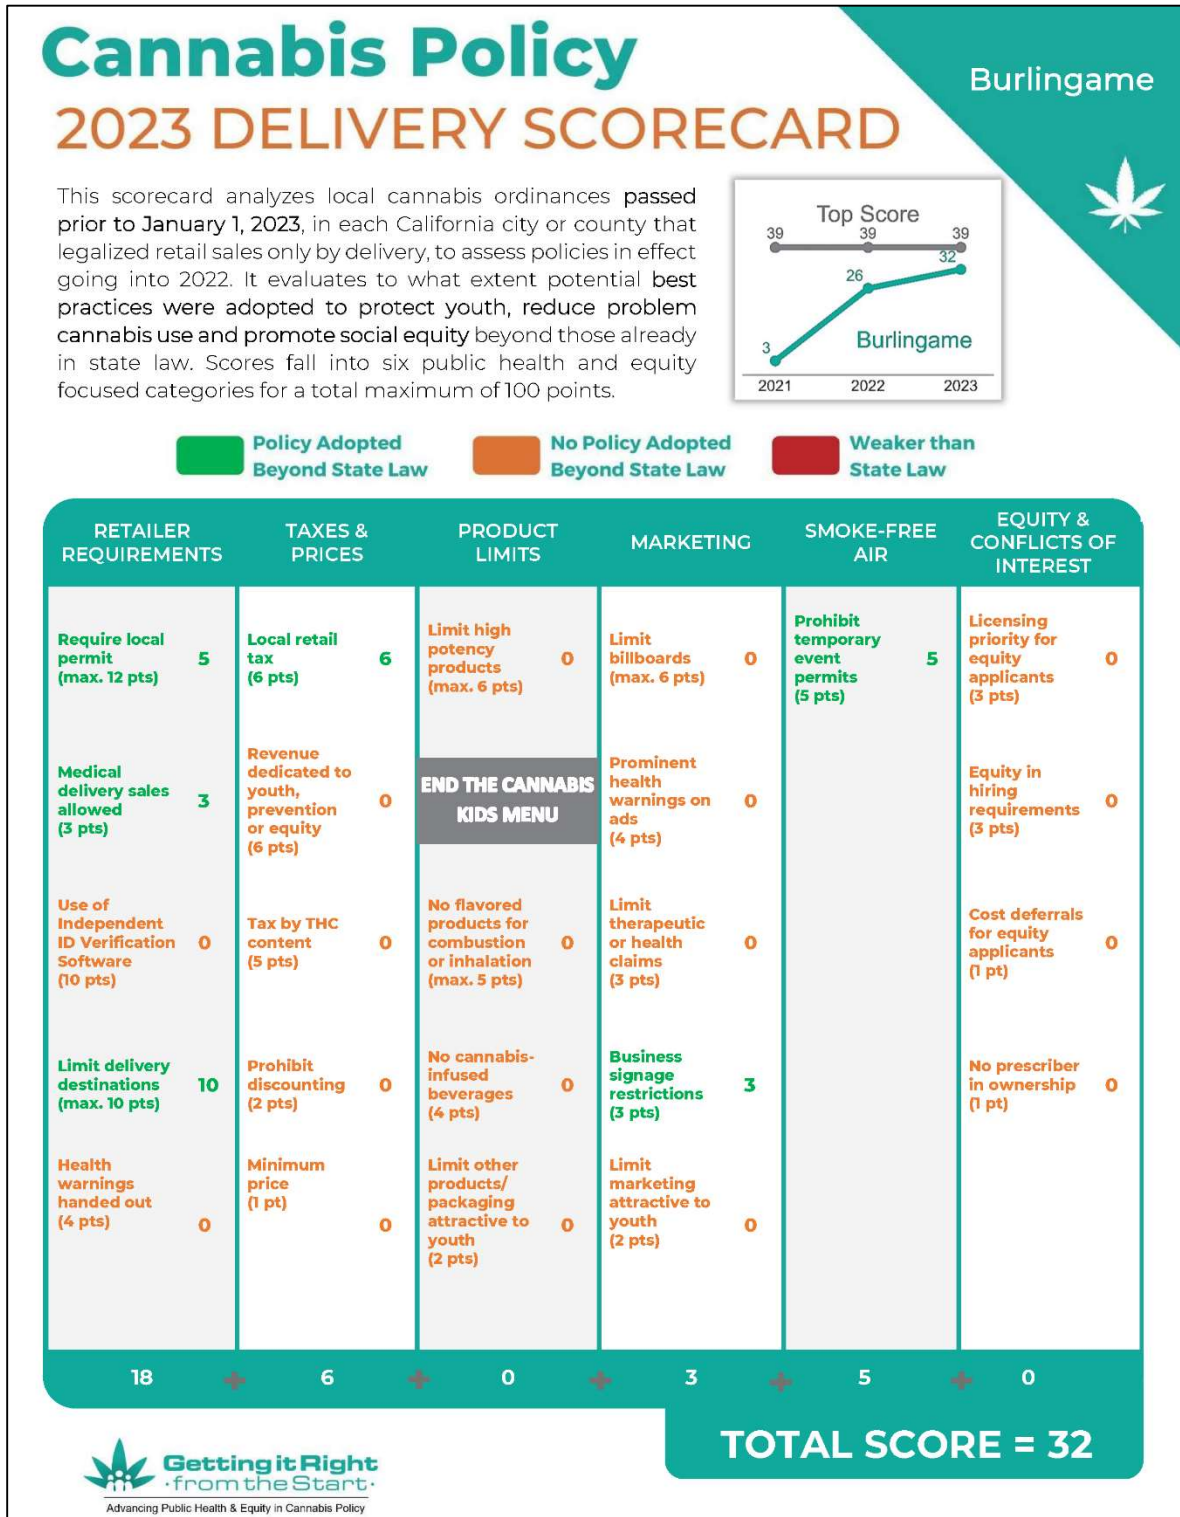 Cannabis Policy
2023 DELIVERY SCORECARD
Burlingame
This scorecard analyzes local cannabis ordinances passed
prior to January 1, 2023, in each California city or county that
legalized retail sales only by delivery, to assess policies in effect
going into 2022. It evaluates to what extent potential best
practices were adopted to protect youth, reduce problem
cannabis use and promote social equity beyond those already
in state law. Scores fall into six public health and equity
focused categories for a total maximum of 100 points.
Top Score
39 39 39
32
26
3
Burlingame
2021 2022 2023
Policy Adopted
Beyond State Law
No Policy Adopted
Beyond State Law
Weaker than
State Law
RETAILER
REQUIREMENTS
Require local
permit 5
(max. 12 pts)
Medical
delivery sales
allowed 3
(3 pts)
Use of
Independent
ID Verification 0
Software
(10 pts)
Limit delivery
destinations 10
(max. 10 pts)
Health
warnings
handed out
(4 pts) 0
18
TAXES &
PRICES
Local retail
tax 6
(6 pts)
Revenue
dedicated to
youth,
prevention 0
or equity
(6 pts)
Tax by THC
content 0
(5 pts)
Prohibit
discounting 0
(2 pts)
Minimum
price
(1 pt)
0
+ 6
PRODUCT
LIMITS
Limit high
potency
products 0
(max. 6 pts)
END THE CANNABIS
KIDS MENU
No flavored
products for
combustion 0
or inhalation
(max. 5 pts)
No cannabis-
infused
beverages 0
(4 pts)
Limit other
products/
packaging
attractive to
youth 0
(2 pts)
+ 0
MARKETING
Limit
billboards 0
(max. 6 pts)
Prominent
health
warnings on
ads 0
(4 pts)
Limit
therapeutic
or health 0
claims
(3 pts)
Business
signage
restrictions 3
(3 pts)
Limit
marketing
attractive to
youth 0
(2 pts)
+ 3
SMOKE-FREE
AIR
Prohibit
temporary
event 5
permits
(5 pts)
+ 5
EQUITY &
CONFLICTS OF
INTEREST
Licensing
priority for
equity 0
applicants
(3 pts)
Equity in
hiring
requirements 0
(3 pts)
Cost deferrals
for equity 0
applicants
(1 pt)
No prescriber
in ownership 0
(1 pt)
+ 0
TOTAL SCORE = 32
Getting it Right
·from the Start·
Advancing Public Health & Equity in Cannabis Policy